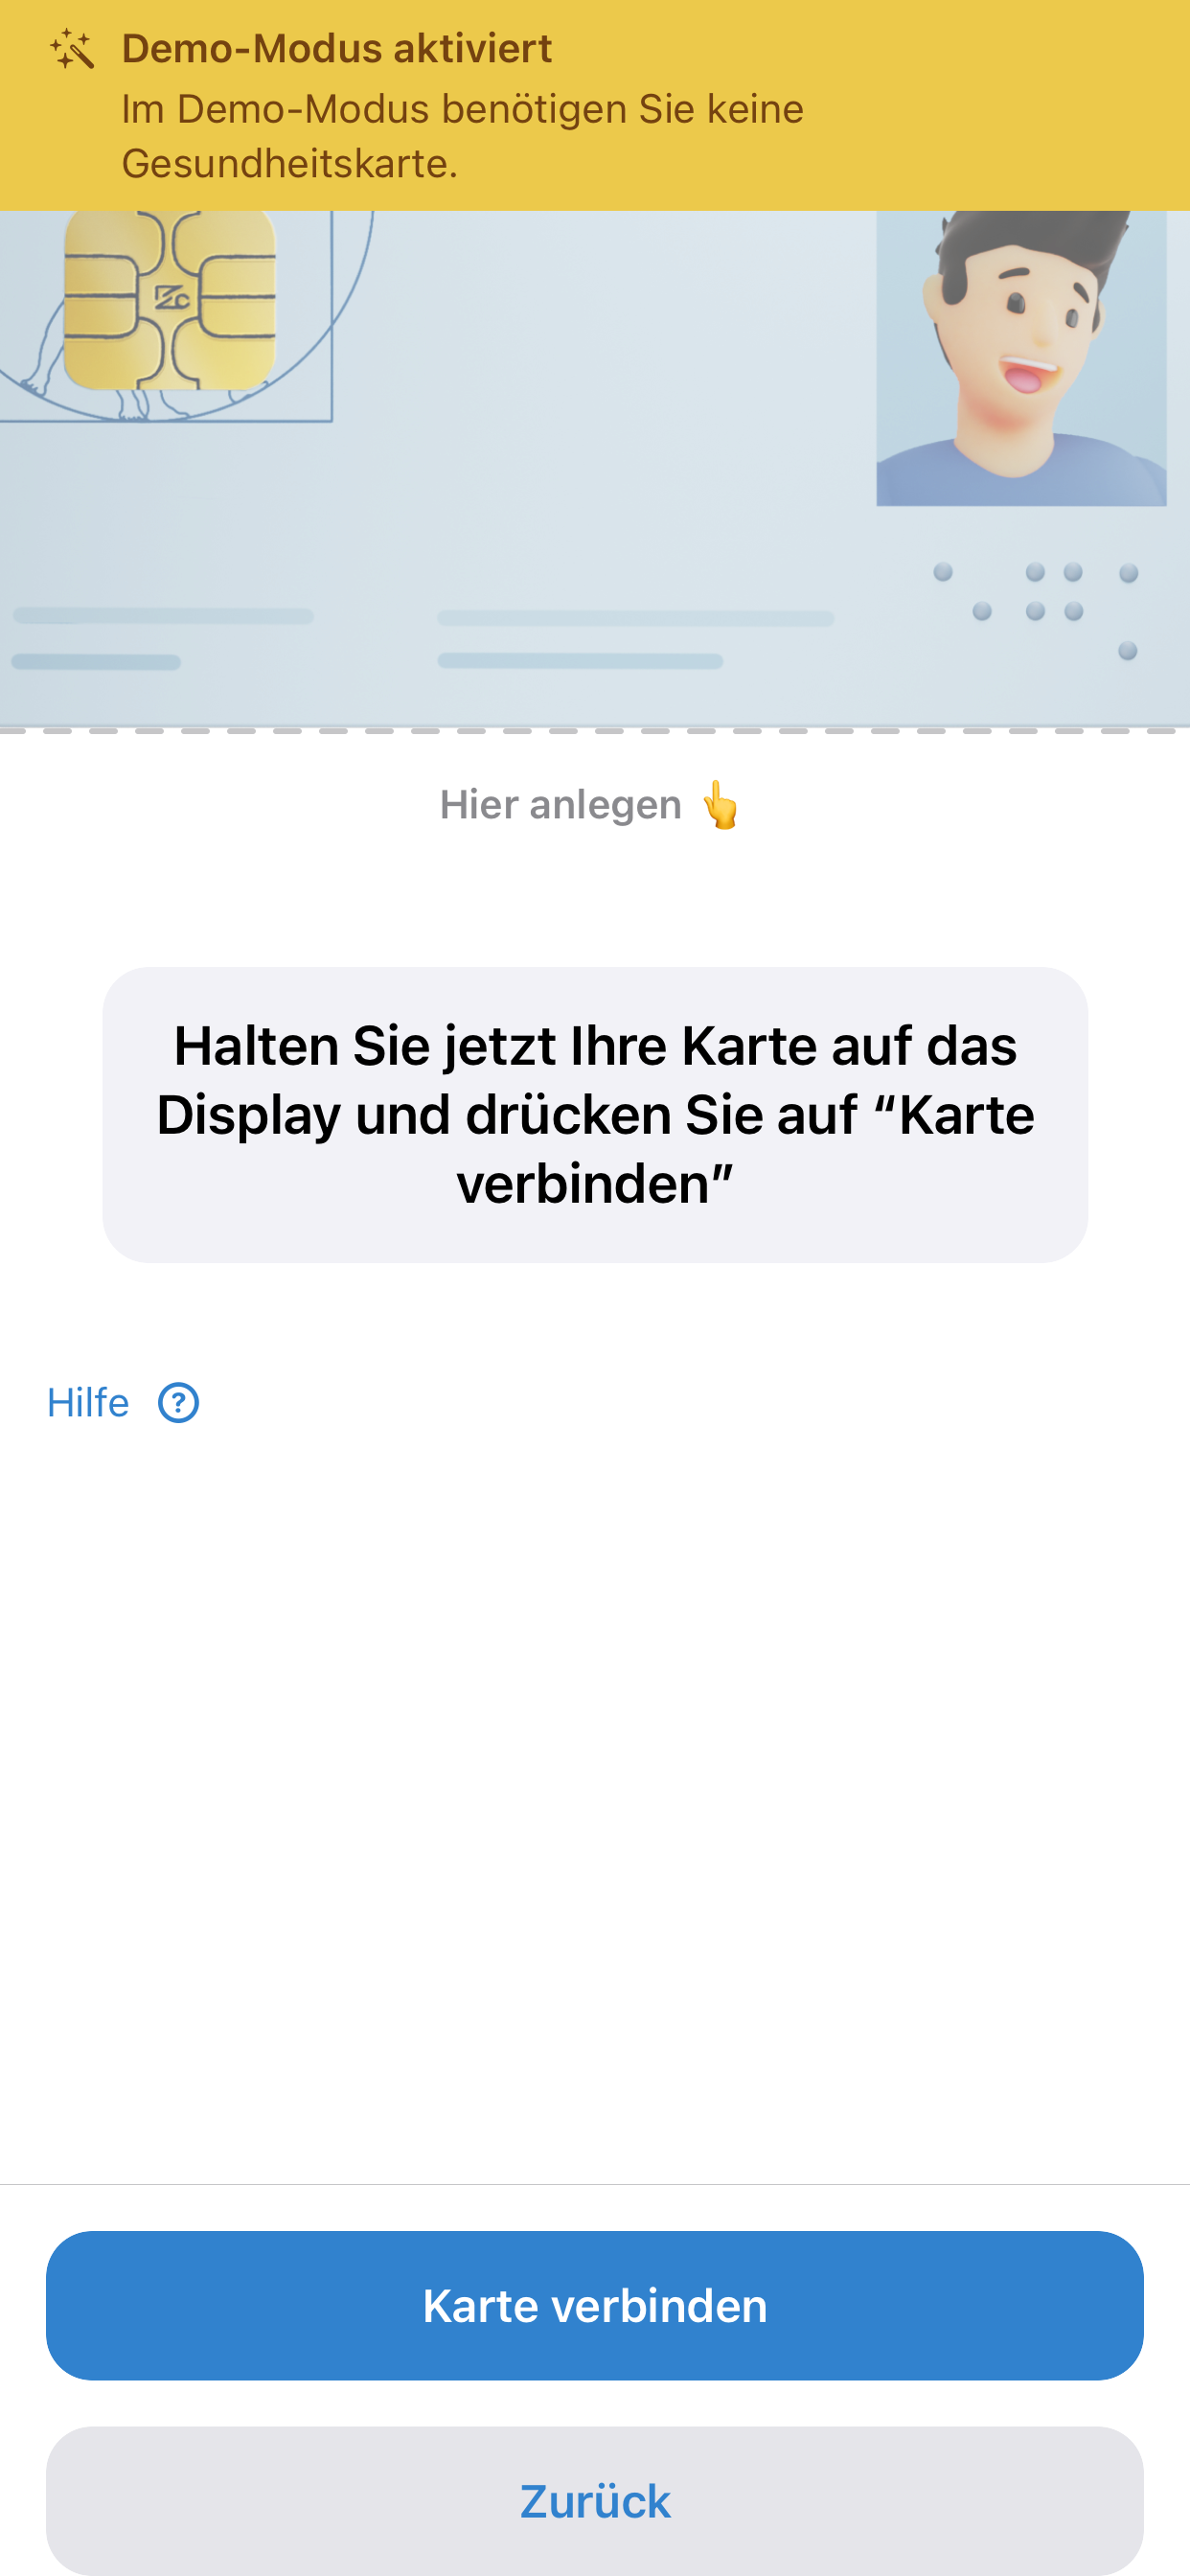 Demo-Modus aktiviert
Im Demo-Modus benötigen Sie keine
Gesundheitskarte.
Hier anlegen 👆
Halten Sie jetzt Ihre Karte auf das
Display und drücken Sie auf “Karte
verbinden”
Hilfe
Karte verbinden
Zurück